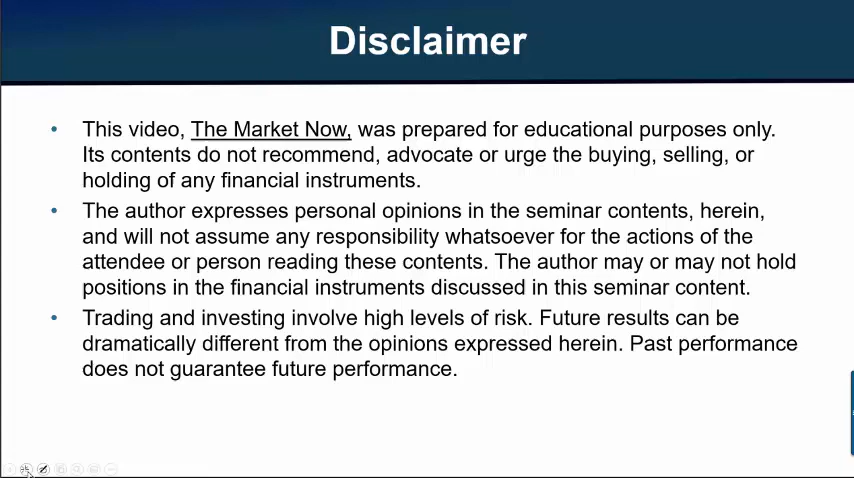 Disclaimer
• This video, The Market Now, was prepared for educational purposes only.
Its contents do not recommend, advocate or urge the buying, selling, or
holding of any financial instruments.
• The author expresses personal opinions in the seminar contents, herein,
and will not assume any responsibility whatsoever for the actions of the
attendee or person reading these contents. The author may or may not hold
positions in the financial instruments discussed in this seminar content.
• Trading and investing involve high levels of risk. Future results can be
dramatically different from the opinions expressed herein. Past performance
does not guarantee future performance.